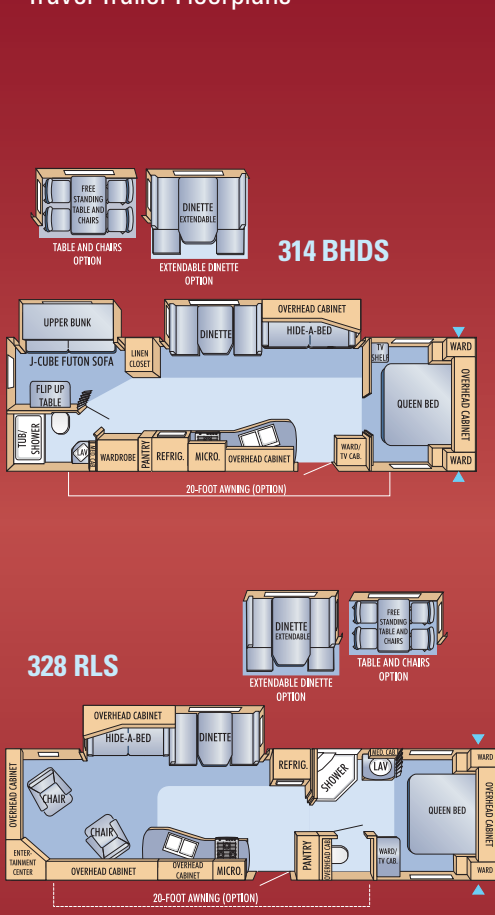 Travel Trailer Floorplans
FREE
STANDING
TABLE AND
CHAIRS
TABLE AND CHAIRS
OPTION
DINETTE
EXTENDABLE
EXTENDABLE DINETTE
OPTION
314 BHDS
UPPER BUNK
J-CUBE FUTON SOFA
FLIP UP
TABLE
LINEN
CLOSET
DINETTE
OVERHEAD CABINET
HIDE-A-BED
TV
SHELF
WARD
OVERHEAD CABINET
QUEEN BED
WARD
TUB/
SHOWER
LAV
WARDROBE
PANTRY
REFRIG.
MICRO.
OVERHEAD CABINET
WARD/
TV CAB.
20-FOOT AWNING (OPTION)
328 RLS
DINETTE
EXTENDABLE
EXTENDABLE DINETTE
OPTION
FREE
STANDING
TABLE AND
CHAIRS
TABLE AND CHAIRS
OPTION
OVERHEAD CABINET
HIDE-A-BED
DINETTE
REFRIG.
SHOWER
MED. CAB.
LAV
WARD
OVERHEAD CABINET
QUEEN BED
WARD
OVERHEAD CABINET
CHAIR
CHAIR
ENTER-
TAINMENT
CENTER
OVERHEAD CABINET
OVERHEAD
CABINET
MICRO.
PANTRY
OVERHEAD CAB
WARD/
TV CAB.
20-FOOT AWNING (OPTION)